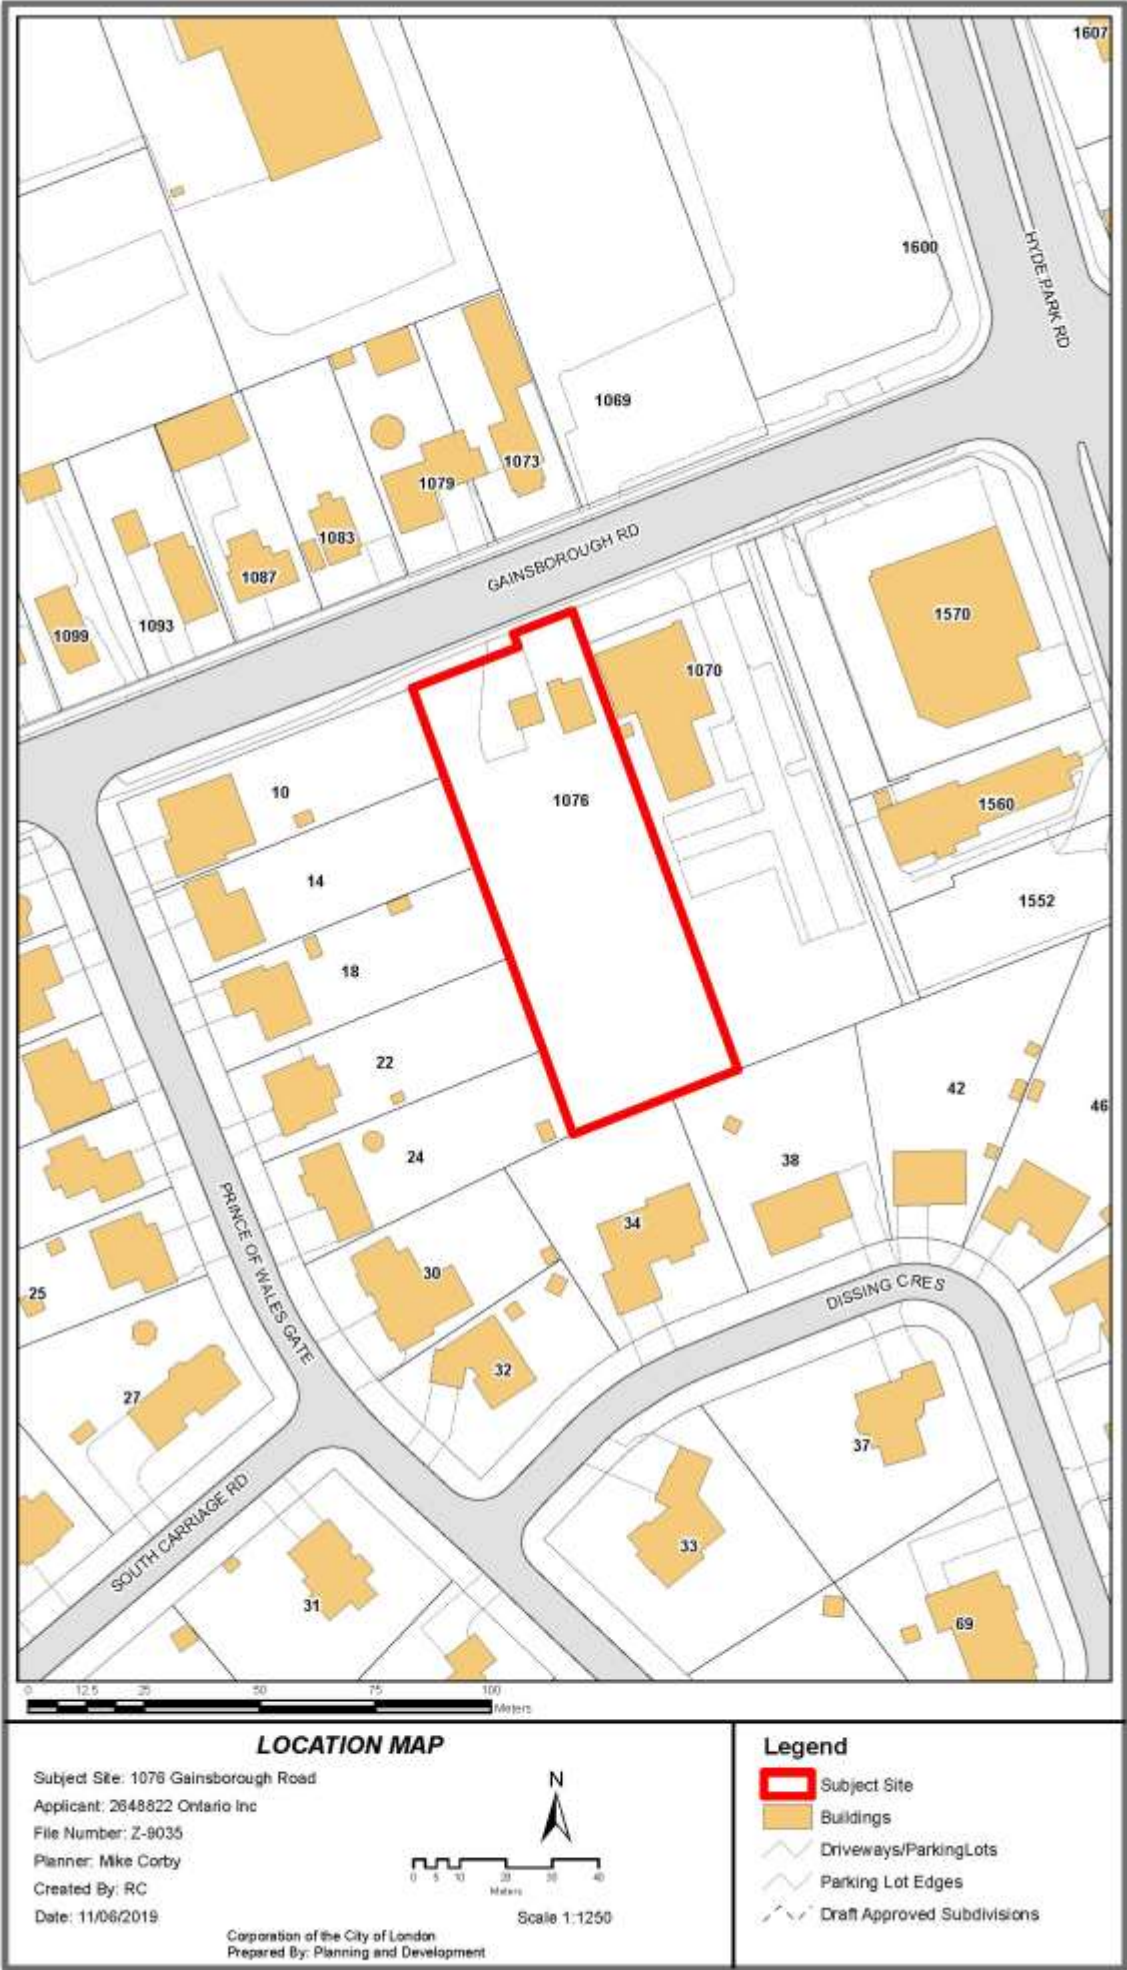 1607
1600
HYDE PARK RD
1069
1073
1079
1083
1087
1093
1099
GAINSBOROUGH RD
1570
1070
1076
1560
1552
10
14
18
22
24
42
46
38
34
30
32
PRINCE OF WALES GATE
DISSING CRES
25
27
37
33
31
69
SOUTH CARRIAGE RD
0 12.5 25 50 75 100
Meters
LOCATION MAP
Subject Site: 1076 Gainsborough Road
Applicant: 2648822 Ontario Inc
File Number: Z-9035
Planner: Mike Corby
Created By: RC
Date: 11/06/2019
N
0 5 10 20 30 40
Meters
Scale 1:1250
Corporation of the City of London
Prepared By: Planning and Development
Legend
Subject Site
Buildings
Driveways/ParkingLots
Parking Lot Edges
Draft Approved Subdivisions